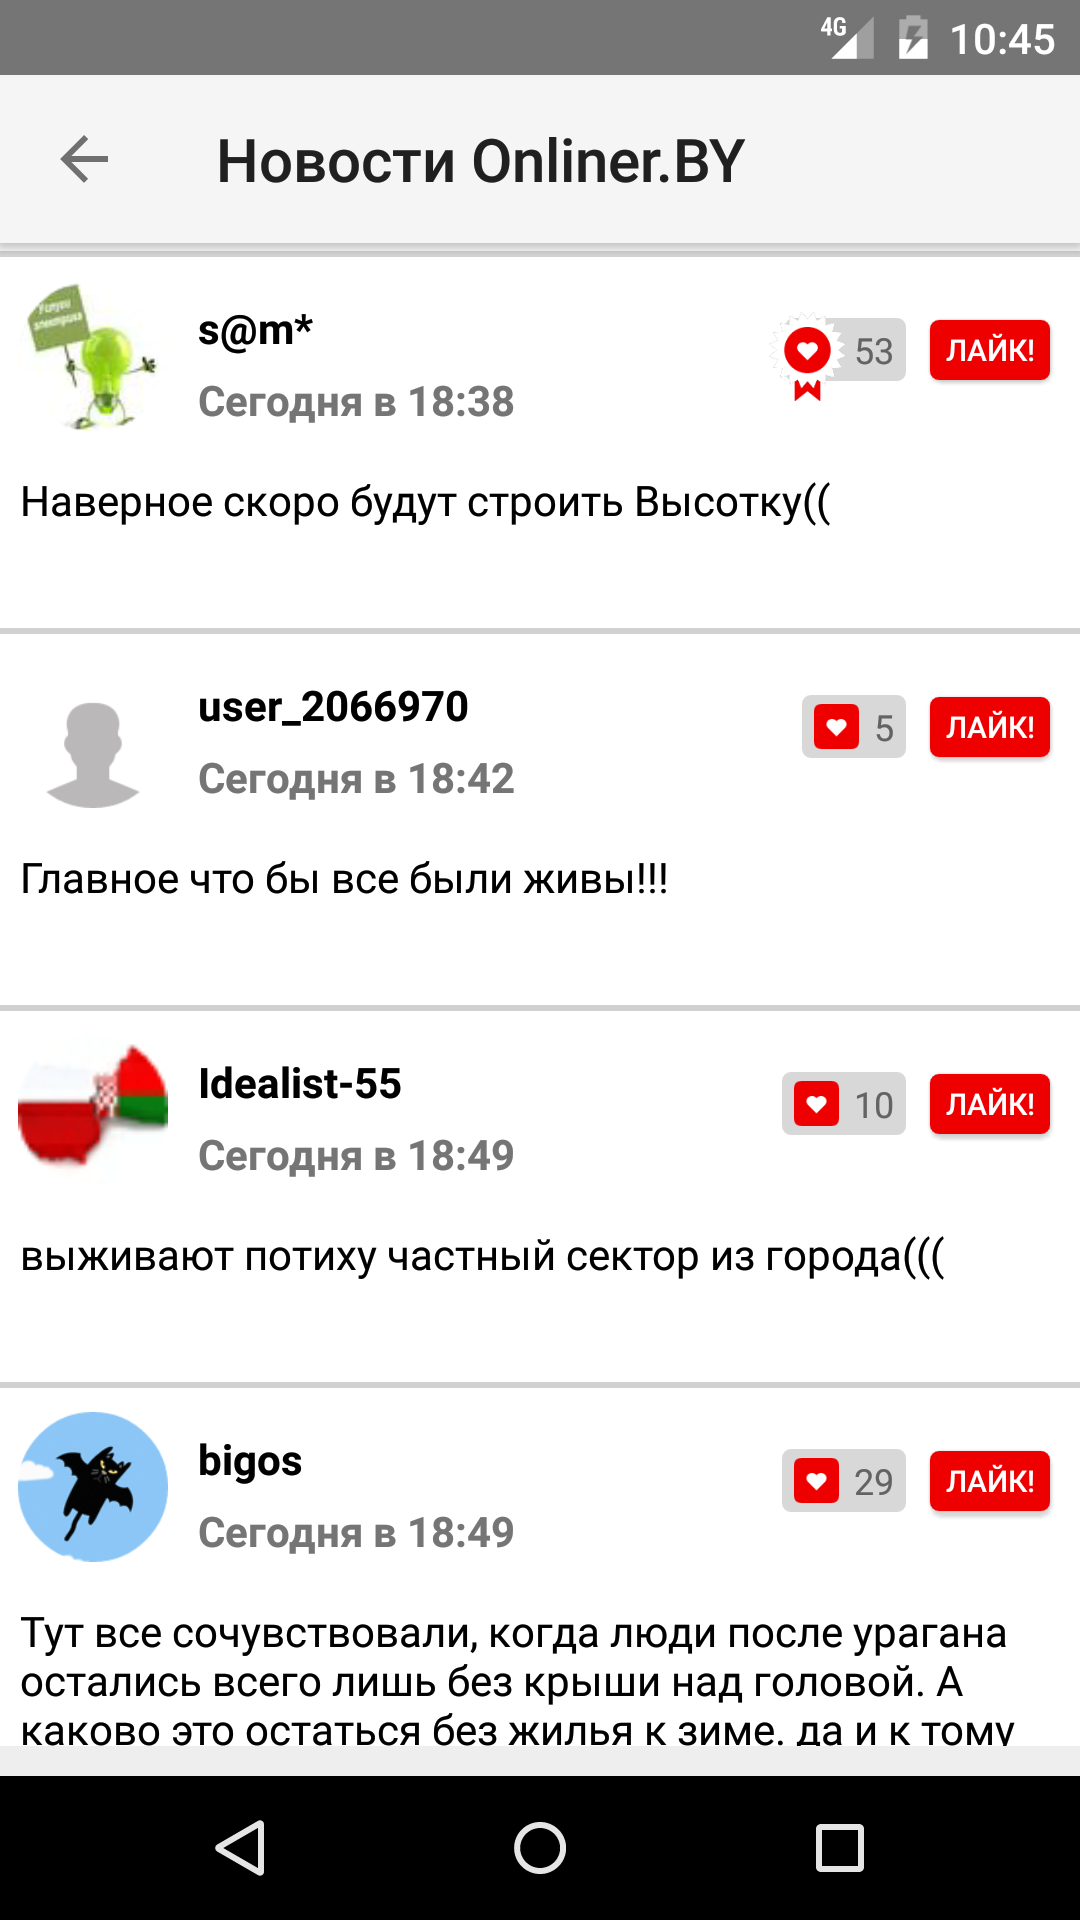 4G 10:45
Новости Onliner.BY
s@m*
53 ЛАЙК!
Сегодня в 18:38
Наверное скоро будут строить Высотку((
user_2066970
5 ЛАЙК!
Сегодня в 18:42
Главное что бы все были живы!!!
Idealist-55
10 ЛАЙК!
Сегодня в 18:49
выживают потиху частный сектор из города(((
bigos
29 ЛАЙК!
Сегодня в 18:49
Тут все сочувствовали, когда люди после урагана
остались всего лишь без крыши над головой. А
каково это остаться без жилья к зиме. да и к тому